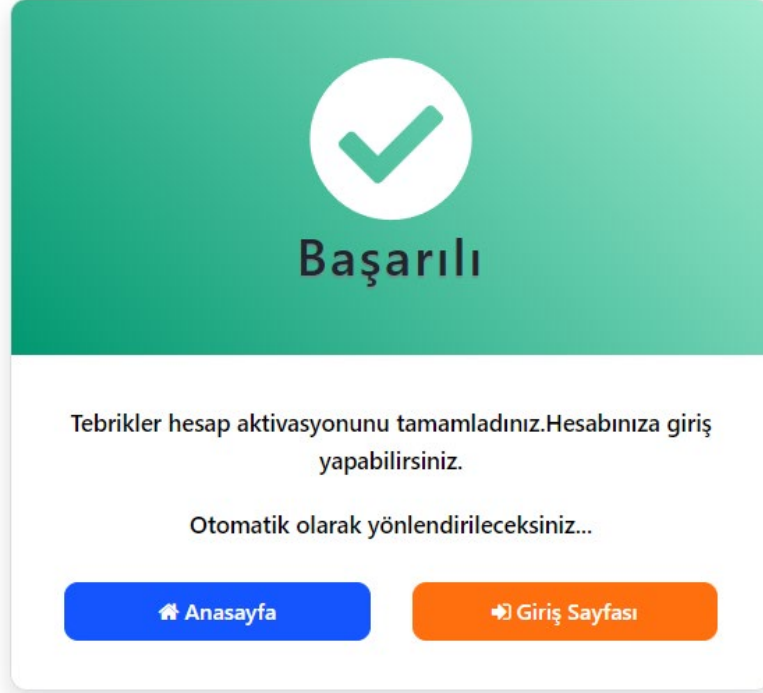 Başarılı
Tebrikler hesap aktivasyonunu tamamladınız.Hesabınıza giriş
yapabilirsiniz.
Otomatik olarak yönlendirileceksiniz...
Anasayfa
Giriş Sayfası